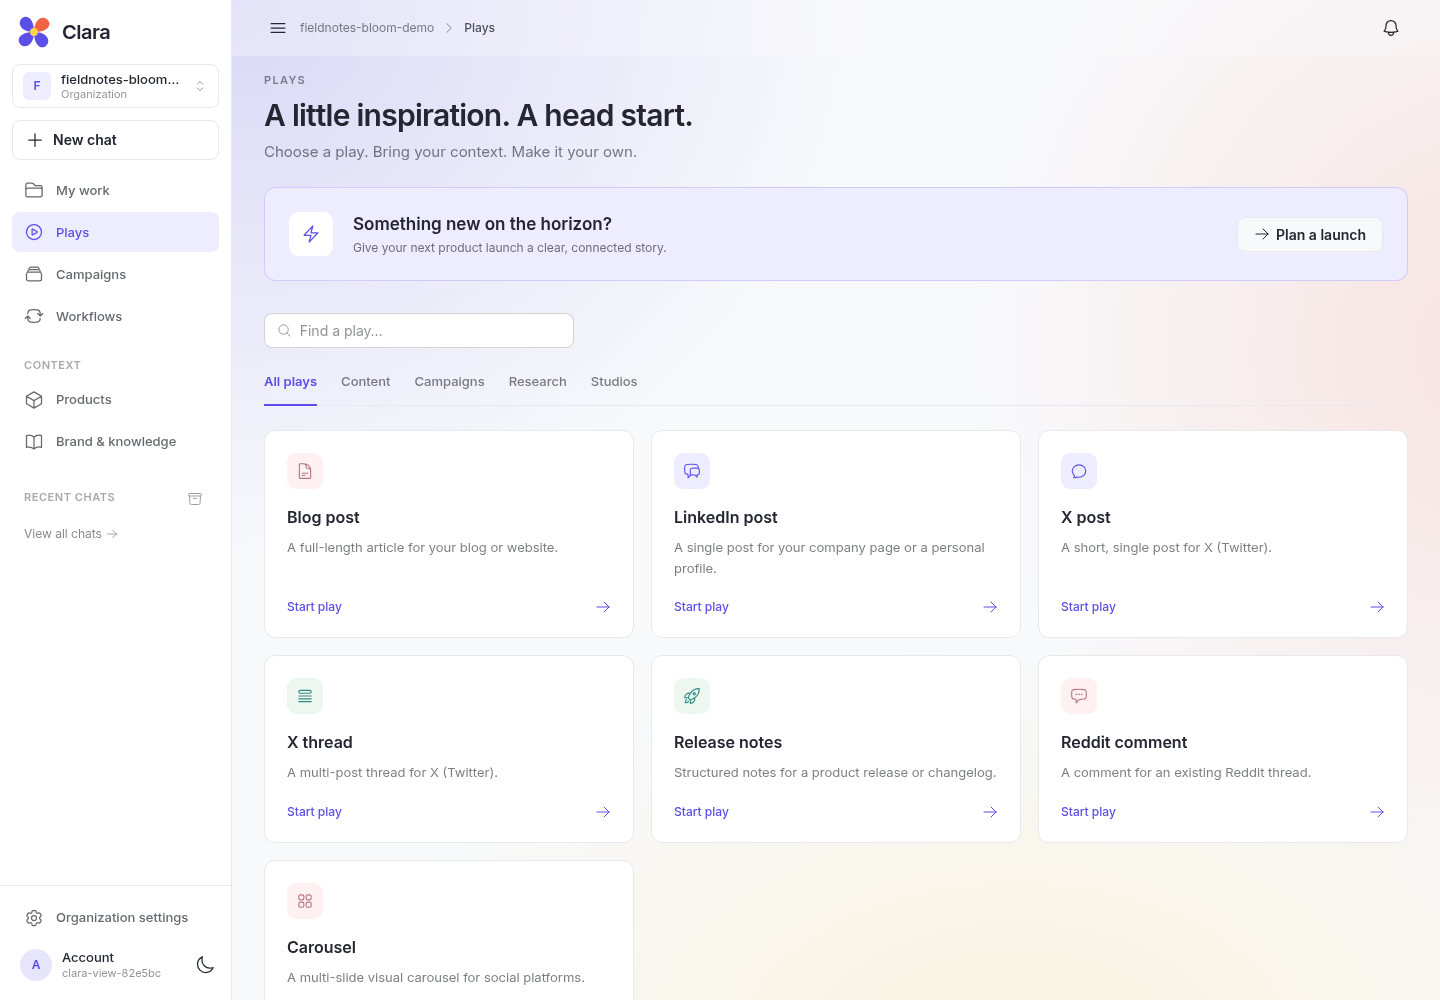 Clara
F
fieldnotes-bloom...
Organization
New chat
My work
Plays
Campaigns
Workflows
CONTEXT
Products
Brand & knowledge
RECENT CHATS
View all chats
Organization settings
A
Account
clara-view-82e5bc
fieldnotes-bloom-demo
Plays
PLAYS
A little inspiration. A head start.
Choose a play. Bring your context. Make it your own.
Something new on the horizon?
Give your next product launch a clear, connected story.
Plan a launch
Find a play...
All plays Content Campaigns Research Studios
Blog post
A full-length article for your blog or website.
Start play
LinkedIn post
A single post for your company page or a personal
profile.
Start play
X post
A short, single post for X (Twitter).
Start play
X thread
A multi-post thread for X (Twitter).
Start play
Release notes
Structured notes for a product release or changelog.
Start play
Reddit comment
A comment for an existing Reddit thread.
Start play
Carousel
A multi-slide visual carousel for social platforms.